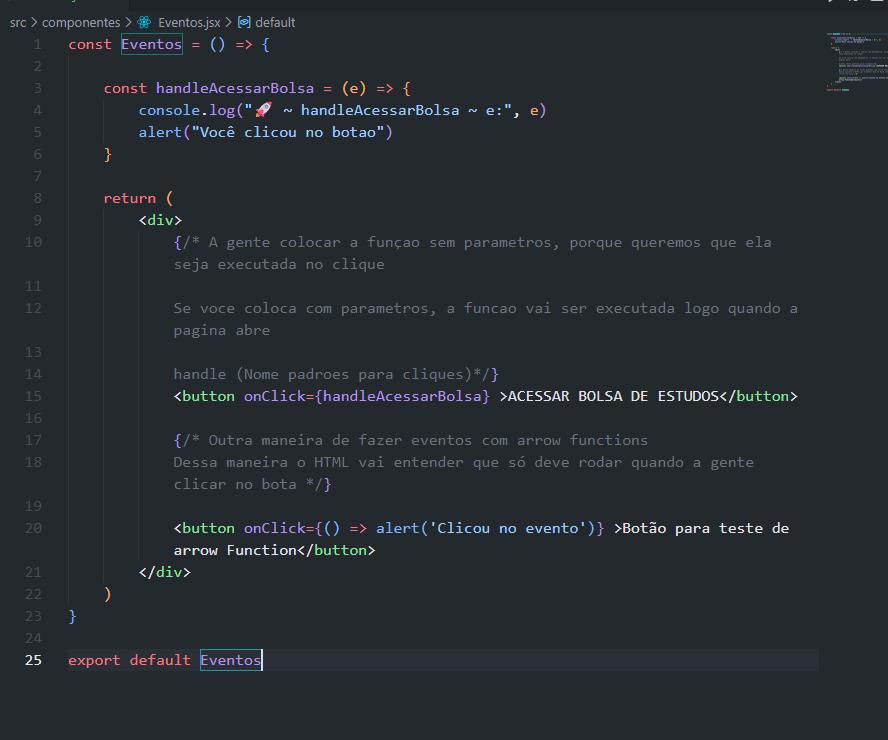 src > componentes > Eventos.jsx > default
1 const Eventos = () => {
2
3 const handleAcessarBolsa = (e) => {
4 console.log("🚀 ~ handleAcessarBolsa ~ e:", e)
5 alert("Você clicou no botao")
6 }
7
8 return (
9 <div>
10 {/* A gente colocar a funçao sem parametros, porque queremos que ela
seja executada no clique
11
12 Se voce coloca com parametros, a funcao vai ser executada logo quando a
pagina abre
13
14 handle (Nome padroes para cliques)*/}
15 <button onClick={handleAcessarBolsa} >ACESSAR BOLSA DE ESTUDOS</button>
16
17 {/* Outra maneira de fazer eventos com arrow functions
18 Dessa maneira o HTML vai entender que só deve rodar quando a gente
clicar no bota */}
19
20 <button onClick={() => alert('Clicou no evento')} >Botão para teste de
arrow Function</button>
21 </div>
22 )
23 }
24
25 export default Eventos